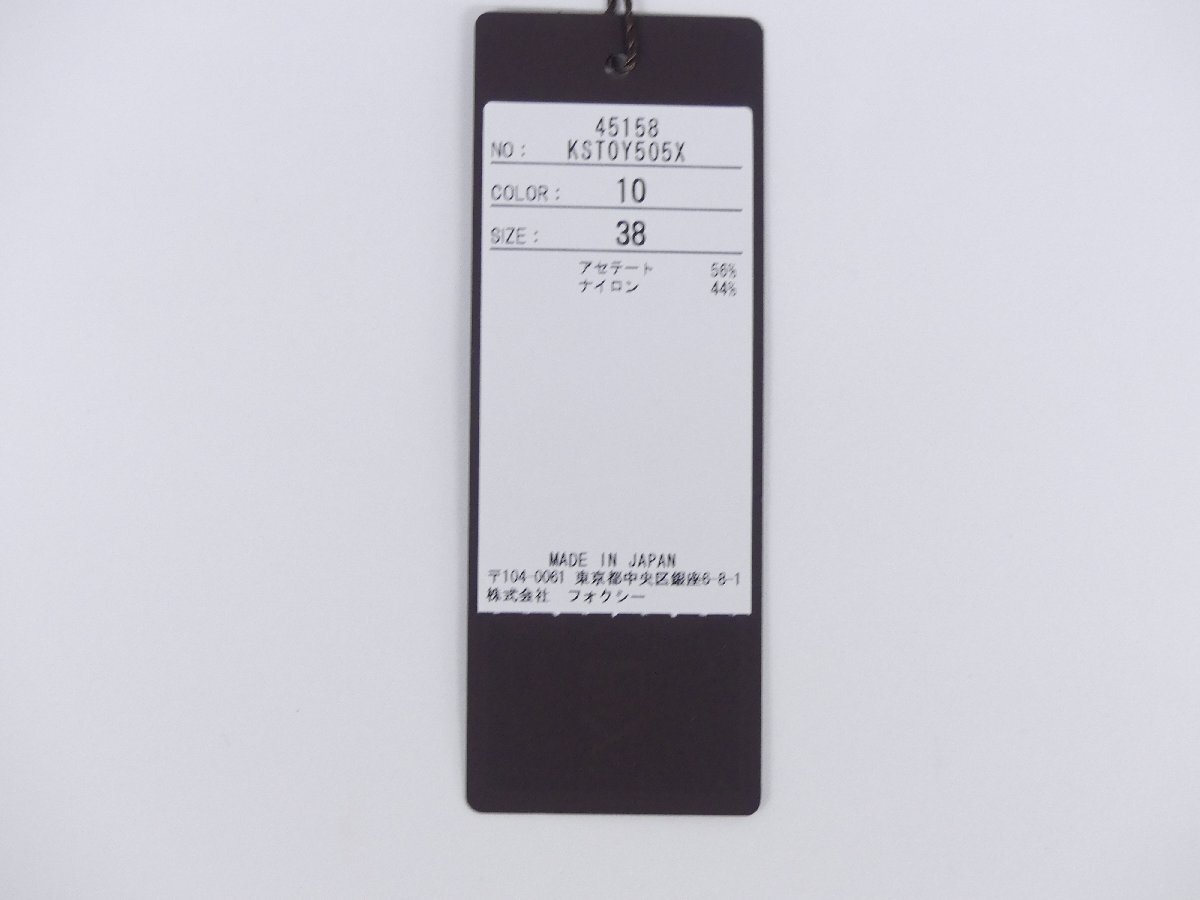 45158
NO: KST0Y505X
COLOR: 10
SIZE: 38
アセテート 56%
ナイロン 44%
MADE IN JAPAN
〒104-0061 東京都中央区銀座6-8-1
株式会社 フォクシー